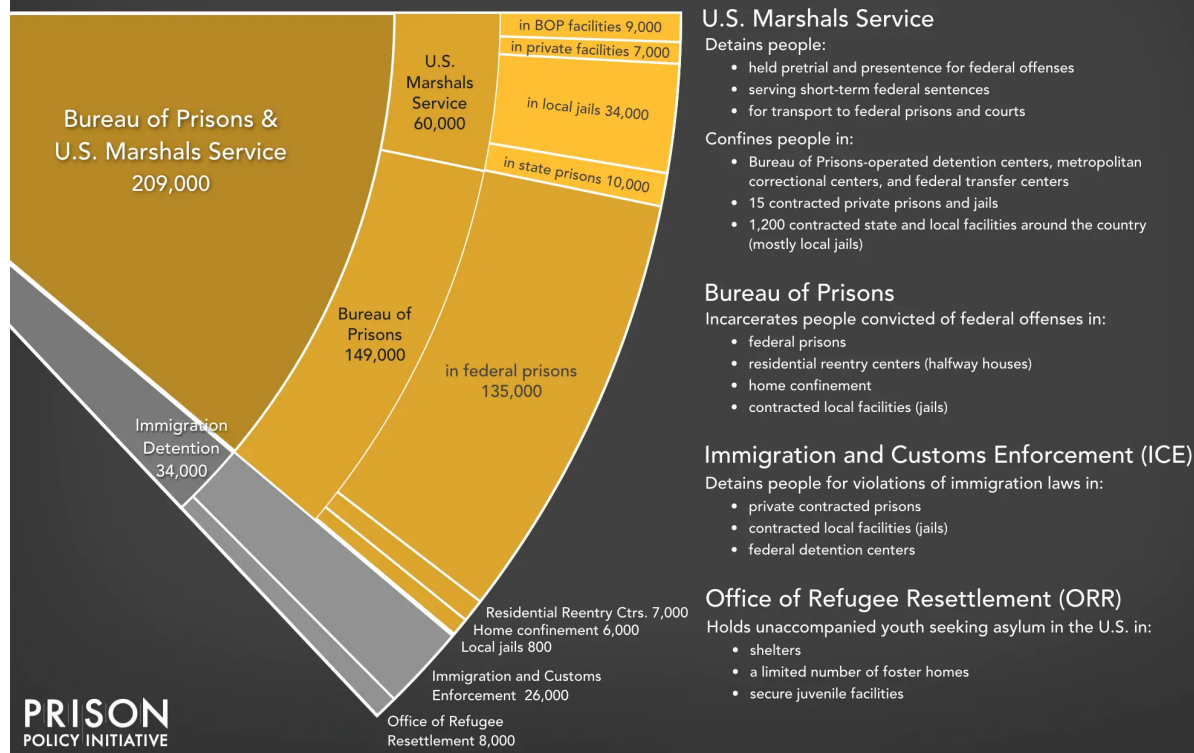 Bureau of Prisons &
U.S. Marshals Service
209,000
U.S.
Marshals
Service
60,000
in BOP facilities 9,000
in private facilities 7,000
in local jails 34,000
in state prisons 10,000
Bureau of
Prisons
149,000
in federal prisons
135,000
Immigration
Detention
34,000
Residential Reentry Ctrs. 7,000
Home confinement 6,000
Local jails 800
Immigration and Customs
Enforcement 26,000
Office of Refugee
Resettlement 8,000
PRISON
POLICY INITIATIVE
U.S. Marshals Service
Detains people:
• held pretrial and presentence for federal offenses
• serving short-term federal sentences
• for transport to federal prisons and courts
Confines people in:
• Bureau of Prisons-operated detention centers, metropolitan
correctional centers, and federal transfer centers
• 15 contracted private prisons and jails
• 1,200 contracted state and local facilities around the country
(mostly local jails)
Bureau of Prisons
Incarcerates people convicted of federal offenses in:
• federal prisons
• residential reentry centers (halfway houses)
• home confinement
• contracted local facilities (jails)
Immigration and Customs Enforcement (ICE)
Detains people for violations of immigration laws in:
• private contracted prisons
• contracted local facilities (jails)
• federal detention centers
Office of Refugee Resettlement (ORR)
Holds unaccompanied youth seeking asylum in the U.S. in:
• shelters
• a limited number of foster homes
• secure juvenile facilities